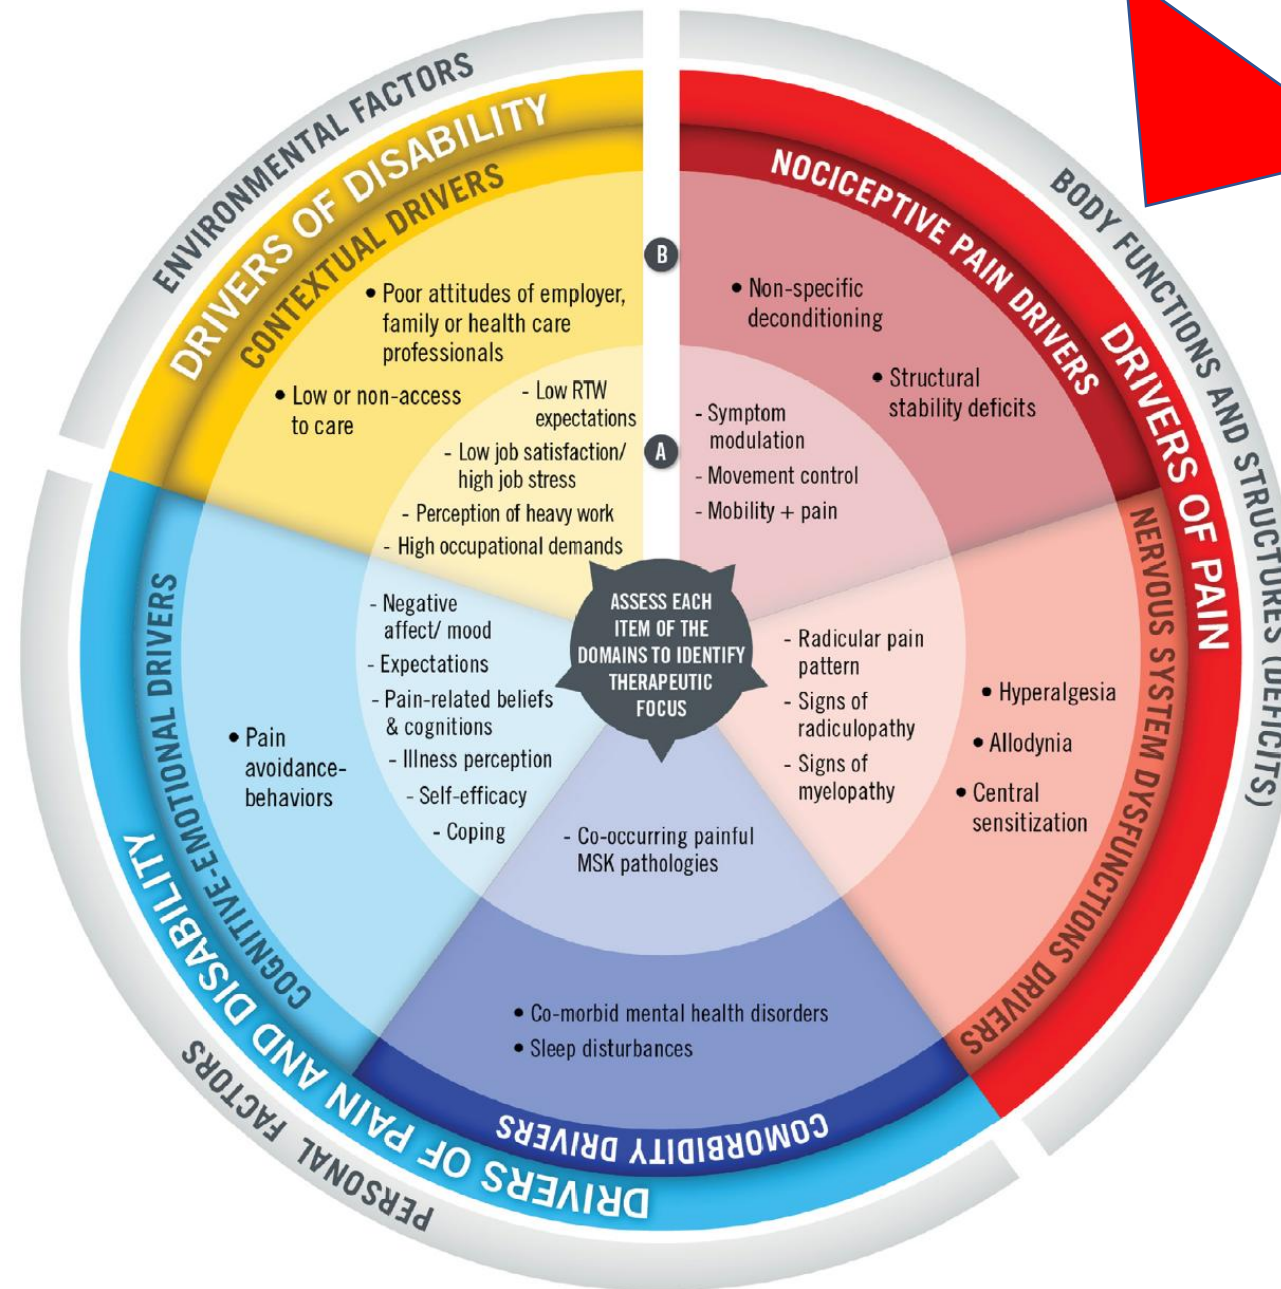 ENVIRONMENTAL FACTORS
DRIVERS OF DISABILITY
CONTEXTUAL DRIVERS
• Poor attitudes of employer,
family or health care
professionals
• Low or non-access
to care
- Low RTW
expectations
- Low job satisfaction/
high job stress
- Perception of heavy work
- High occupational demands
B
A
BODY FUNCTIONS AND STRUCTURES (DEFICITS)
DRIVERS OF PAIN
NOCICEPTIVE PAIN DRIVERS
• Non-specific
deconditioning
• Structural
stability deficits
- Symptom
modulation
- Movement control
- Mobility + pain
NERVOUS SYSTEM DYSFUNCTIONS DRIVERS
- Radicular pain
pattern
- Signs of
radiculopathy
- Signs of
myelopathy
• Hyperalgesia
• Allodynia
• Central
sensitization
ASSESS EACH
ITEM OF THE
DOMAINS TO IDENTIFY
THERAPEUTIC
FOCUS
PERSONAL FACTORS
DRIVERS OF PAIN AND DISABILITY
COGNITIVE-EMOTIONAL DRIVERS
- Negative
affect/ mood
- Expectations
- Pain-related beliefs
& cognitions
- Illness perception
- Self-efficacy
- Coping
• Pain
avoidance-
behaviors
- Co-occurring painful
MSK pathologies
• Co-morbid mental health disorders
• Sleep disturbances
COMORBIDITY DRIVERS